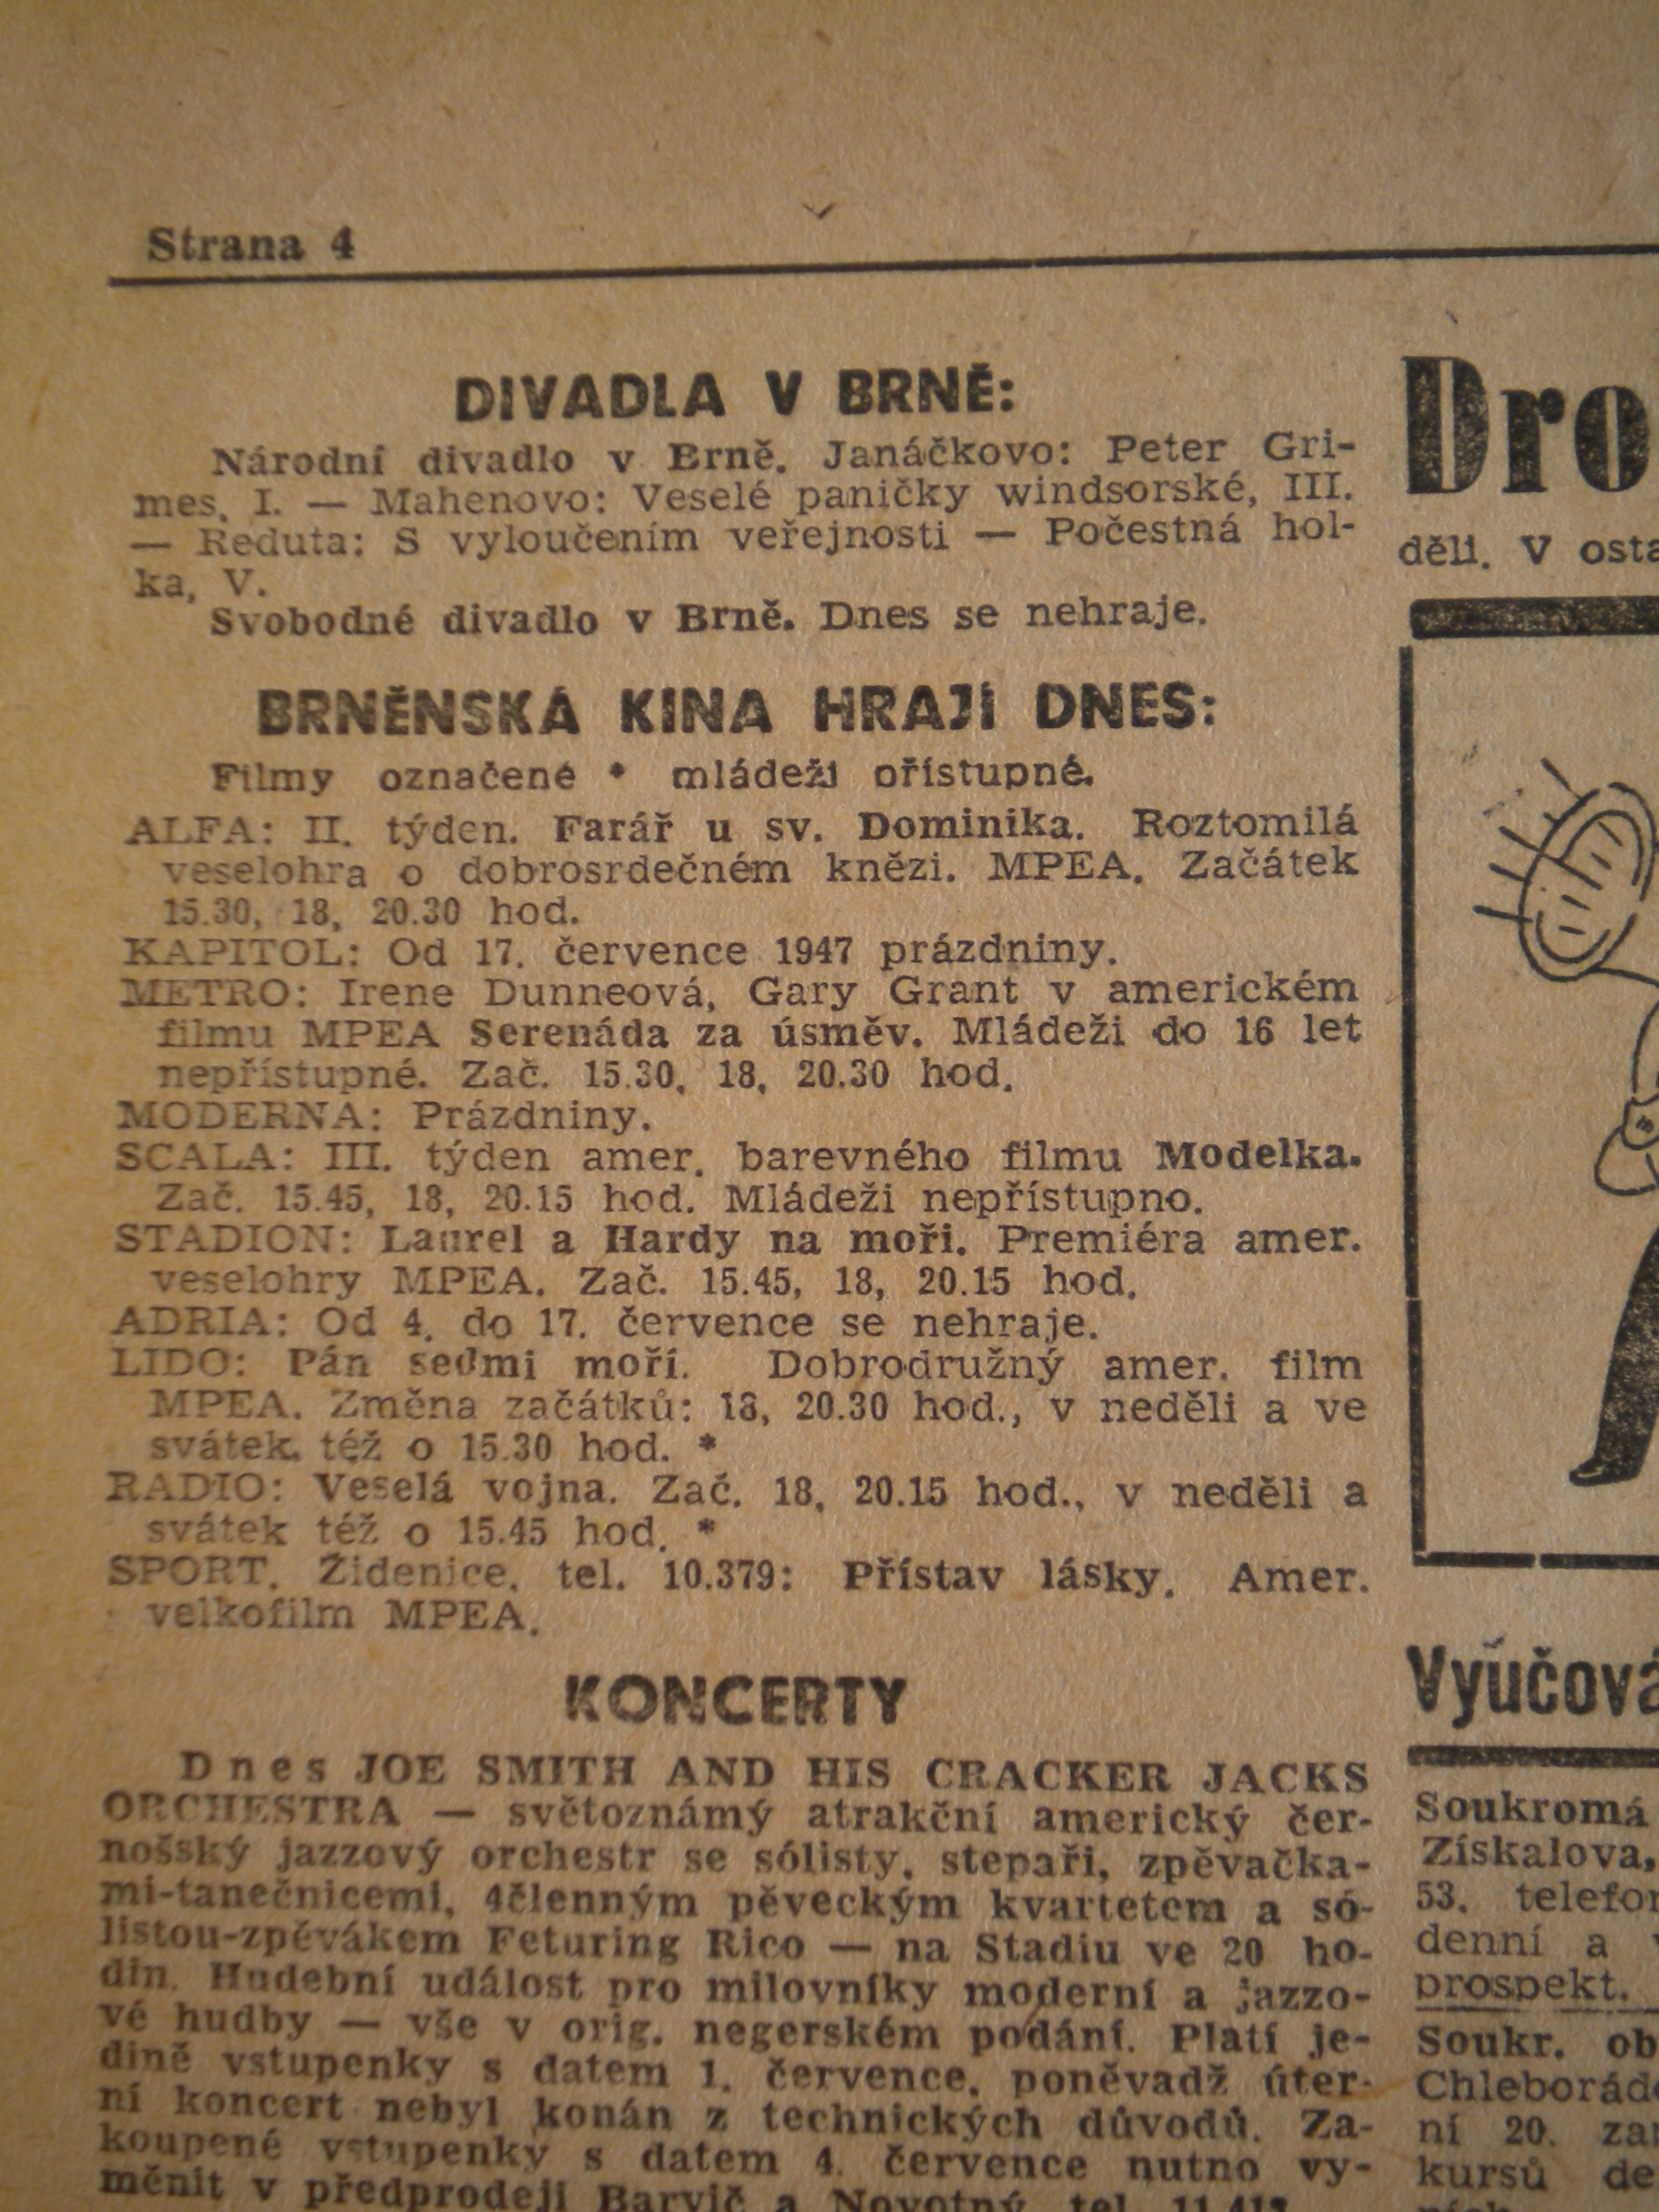 Strana 4
DIVADLA V BRNĚ:
Národní divadlo v Brně. Janáčkovo: Peter Gri-
mes, I. — Mahenovo: Veselé paničky windsorské, III.
— Reduta: S vyloučením veřejnosti — Počestná hol-
ka, V.
Svobodné divadlo v Brně. Dnes se nehraje.
BRNĚNSKÁ KINA HRAJÍ DNES:
Filmy označené * mládeži přístupné.
ALFA: II. týden. Farář u sv. Dominika. Roztomilá
veselohra o dobrosrdečném knězi. MPEA. Začátek
15.30, 18, 20.30 hod.
KAPITOL: Od 17. července 1947 prázdniny.
METRO: Irene Dunneová, Gary Grant v americkém
filmu MPEA Serenáda za úsměv. Mládeži do 16 let
nepřístupné. Zač. 15.30, 18, 20.30 hod.
MODERNA: Prázdniny.
SCALA: III. týden amer. barevného filmu Modelka.
Zač. 15.45, 18, 20.15 hod. Mládeži nepřístupno.
STADION: Laurel a Hardy na moři. Premiéra amer.
veselohry MPEA. Zač. 15.45, 18, 20.15 hod.
ADRIA: Od 4. do 17. července se nehraje.
LIDO: Pán sedmi moří. Dobrodružný amer. film
MPEA. Změna začátků: 18, 20.30 hod., v neděli a ve
svátek též o 15.30 hod. *
RADIO: Veselá vojna. Zač. 18, 20.15 hod., v neděli a
svátek též o 15.45 hod. *
SPORT, Židenice, tel. 10.379: Přístav lásky. Amer.
velkofilm MPEA.
KONCERTY
Dnes JOE SMITH AND HIS CRACKER JACKS
ORCHESTRA — světoznámý atrakční americký čer-
nošský jazzový orchestr se sólisty, stepaři, zpěvačka-
mi-tanečnicemi, 4členným pěveckým kvartetem a só-
listou-zpěvákem Feturing Rico — na Stadiu ve 20 ho-
din. Hudební událost pro milovníky moderní a jazzo-
vé hudby — vše v orig. negerském podání. Platí je-
dině vstupenky s datem 1. července, poněvadž úter-
ní koncert nebyl konán z technických důvodů. Za-
koupené vstupenky s datem 4. července nutno vy-
měnit v předprodeji Barvič a Novotný, tel.
Dro
děli. V osta
Vyučová
Soukromá
Získalova,
53, telefon
denní a
prospekt.
Soukr. ob
Chleborád
ní 20. za
kursů de